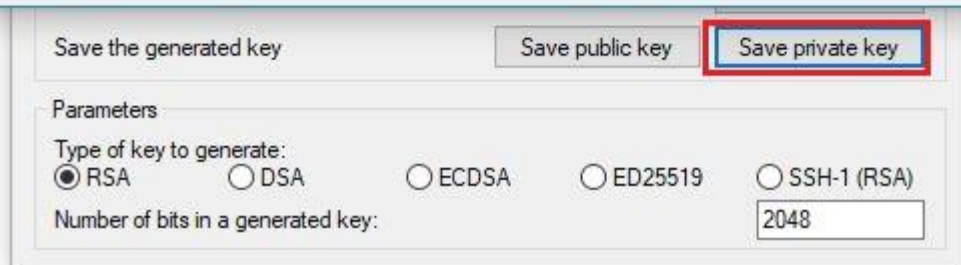 Save the generated key Save public key Save private key
Parameters
Type of key to generate:
RSA DSA ECDSA ED25519 SSH-1 (RSA)
Number of bits in a generated key: 2048